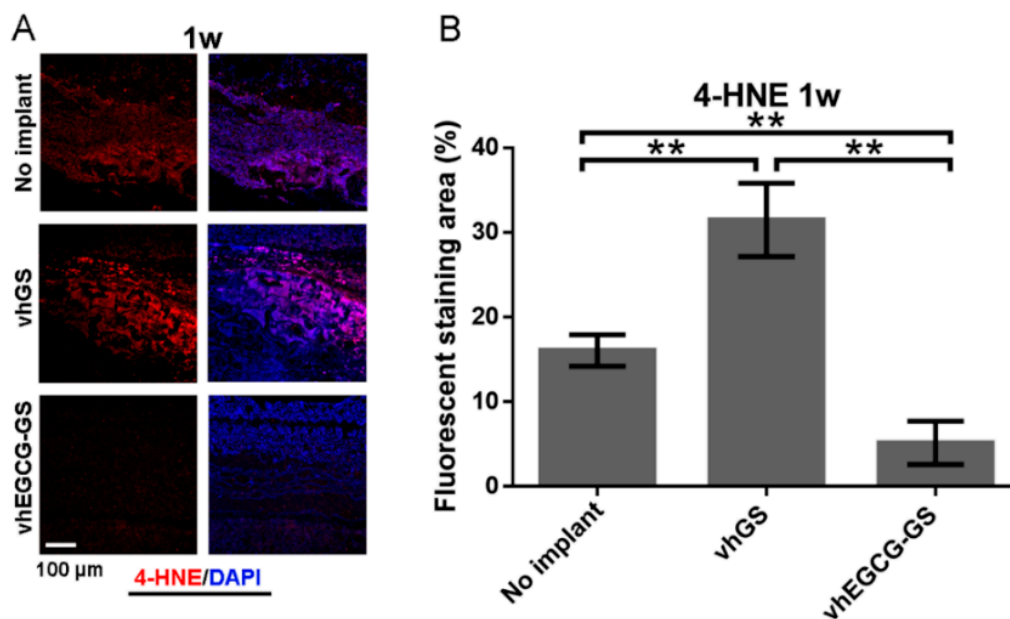 A
1w
No implant
vhGS
vhEGCG-GS
100 μm
4-HNE/DAPI
B
4-HNE 1w
**
**
**
Fluorescent staining area (%)
40
30
20
10
0
No implant
vhGS
vhEGCG-GS